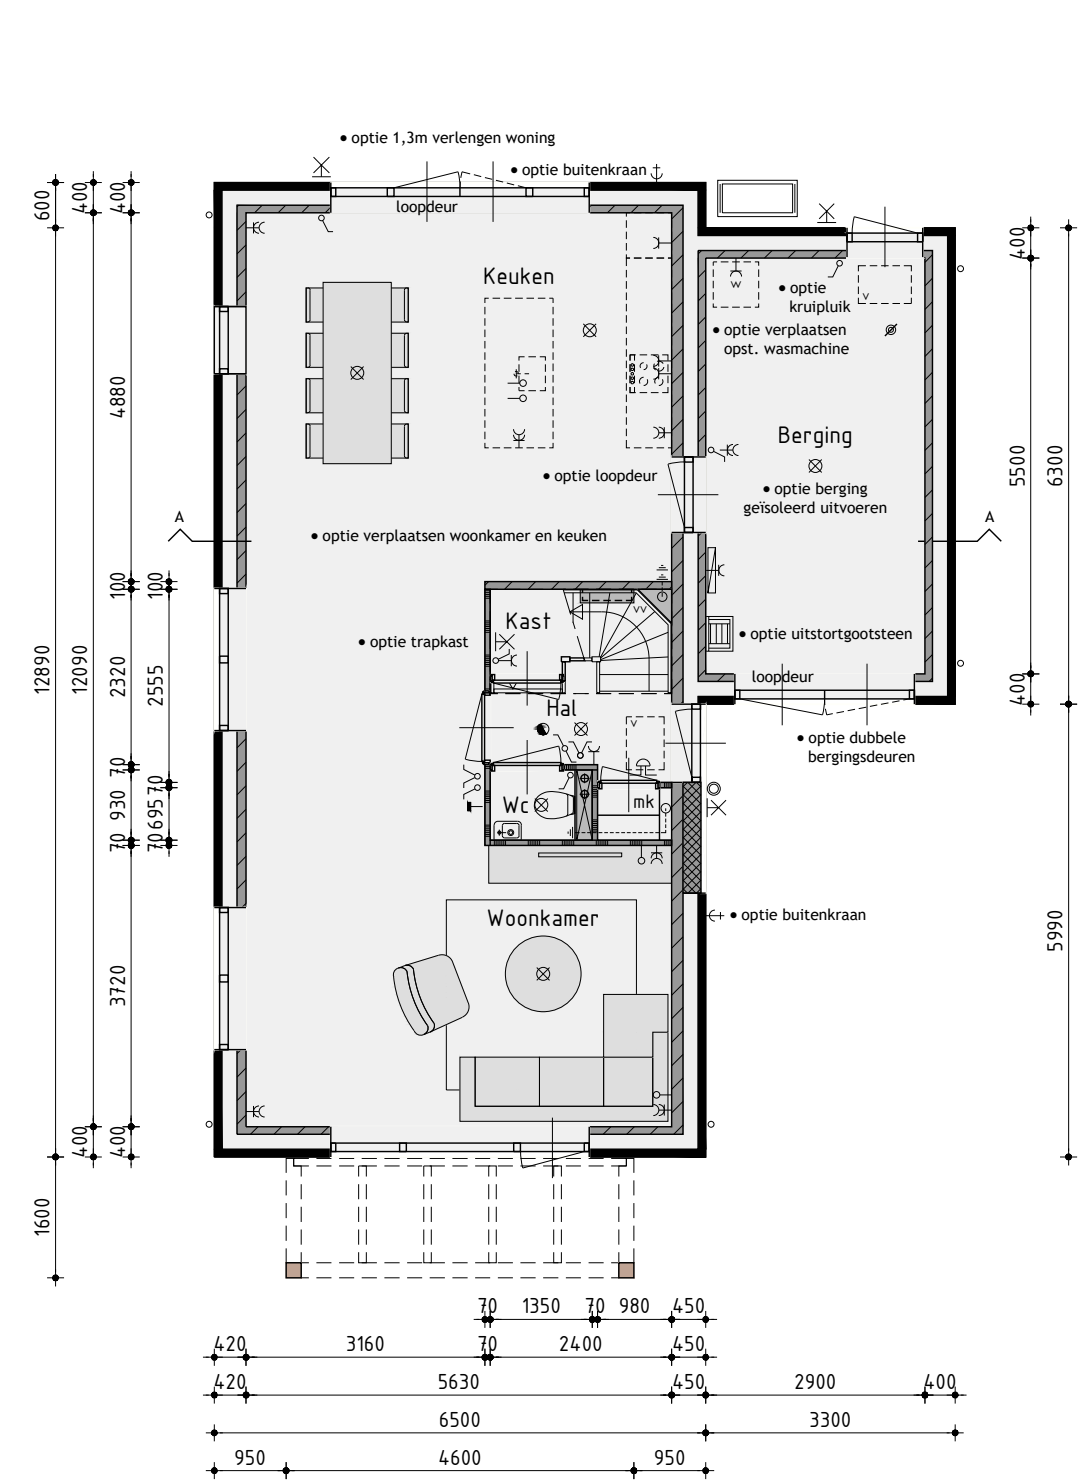 • optie 1,3m verlengen woning
• optie buitenkraan
loopdeur
Keuken
• optie
kruipluik
• optie verplaatsen
opst. wasmachine
W
V
Berging
• optie loopdeur
• optie berging
geïsoleerd uitvoeren
A
A
• optie verplaatsen woonkamer en keuken
Kast
VV
• optie trapkast
• optie uitstortgootsteen
loopdeur
V
Hal
V
• optie dubbele
bergingsdeuren
Wc
mk
• optie buitenkraan
Woonkamer
600
12890
1600
400
12090
400
400
4880
100
2320
70
930
70
3720
400
100
2555
70
695
70
400
5500
400
6300
5990
70
1350
70
980
450
420
3160
70
2400
450
420
5630
450
2900
400
6500
3300
950
4600
950